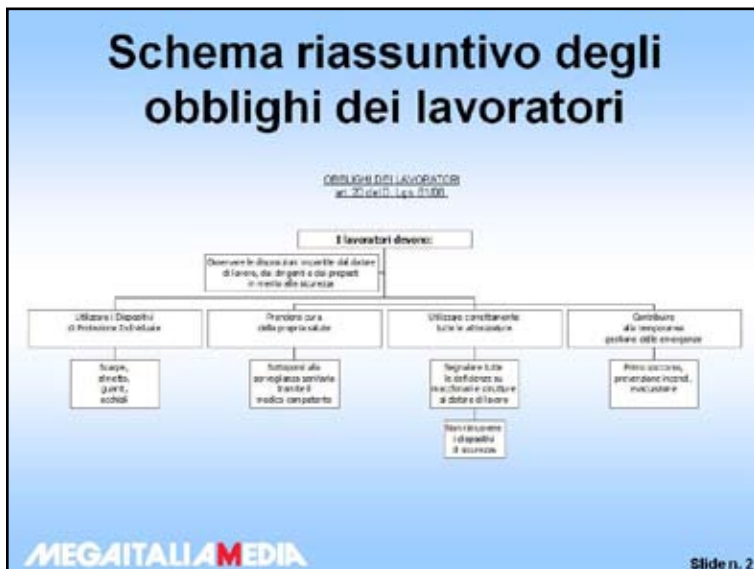 Schema riassuntivo degli
obblighi dei lavoratori
OBBLIGHI DEI LAVORATORI
art. 20 del D. Lgs. 81/08
I lavoratori devono:
Osservare le disposizioni impartite dal datore
di lavoro, dai dirigenti e dai preposti
in merito alla sicurezza
Utilizzare i Dispositivi
di Protezione Individuale
Prendersi cura
della propria salute
Utilizzare correttamente
tutte le attrezzature
Contribuire
alla temporanea
gestione delle emergenze
Scarpe,
elmetto,
guanti,
occhiali
Sottoporsi alla
sorveglianza sanitaria
tramite il
medico competente
Segnalare tutte
le deficienze su
macchinari e strutture
al datore di lavoro
Primo soccorso,
prevenzione incendi,
evacuazione
Non rimuovere
i dispositivi
di sicurezza
MEGAITALIAMEDIA
Slide n. 2